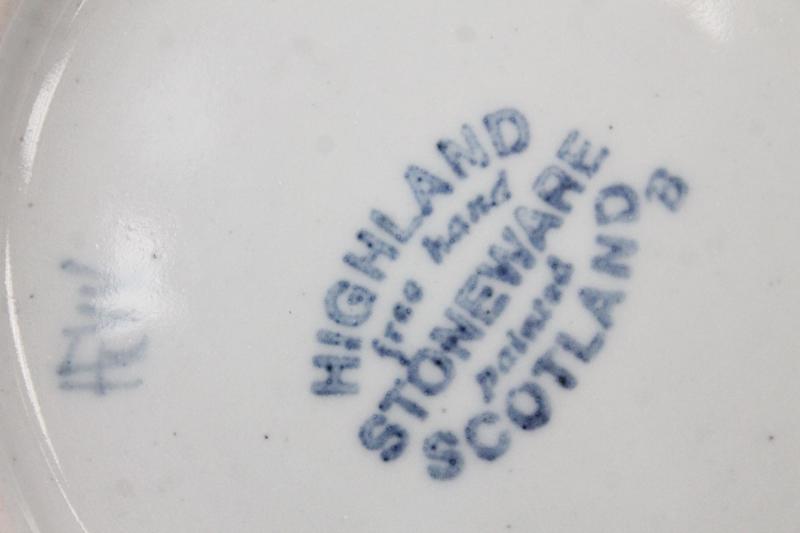 HIGHLAND
free hand
STONEWARE
painted
SCOTLAND
B